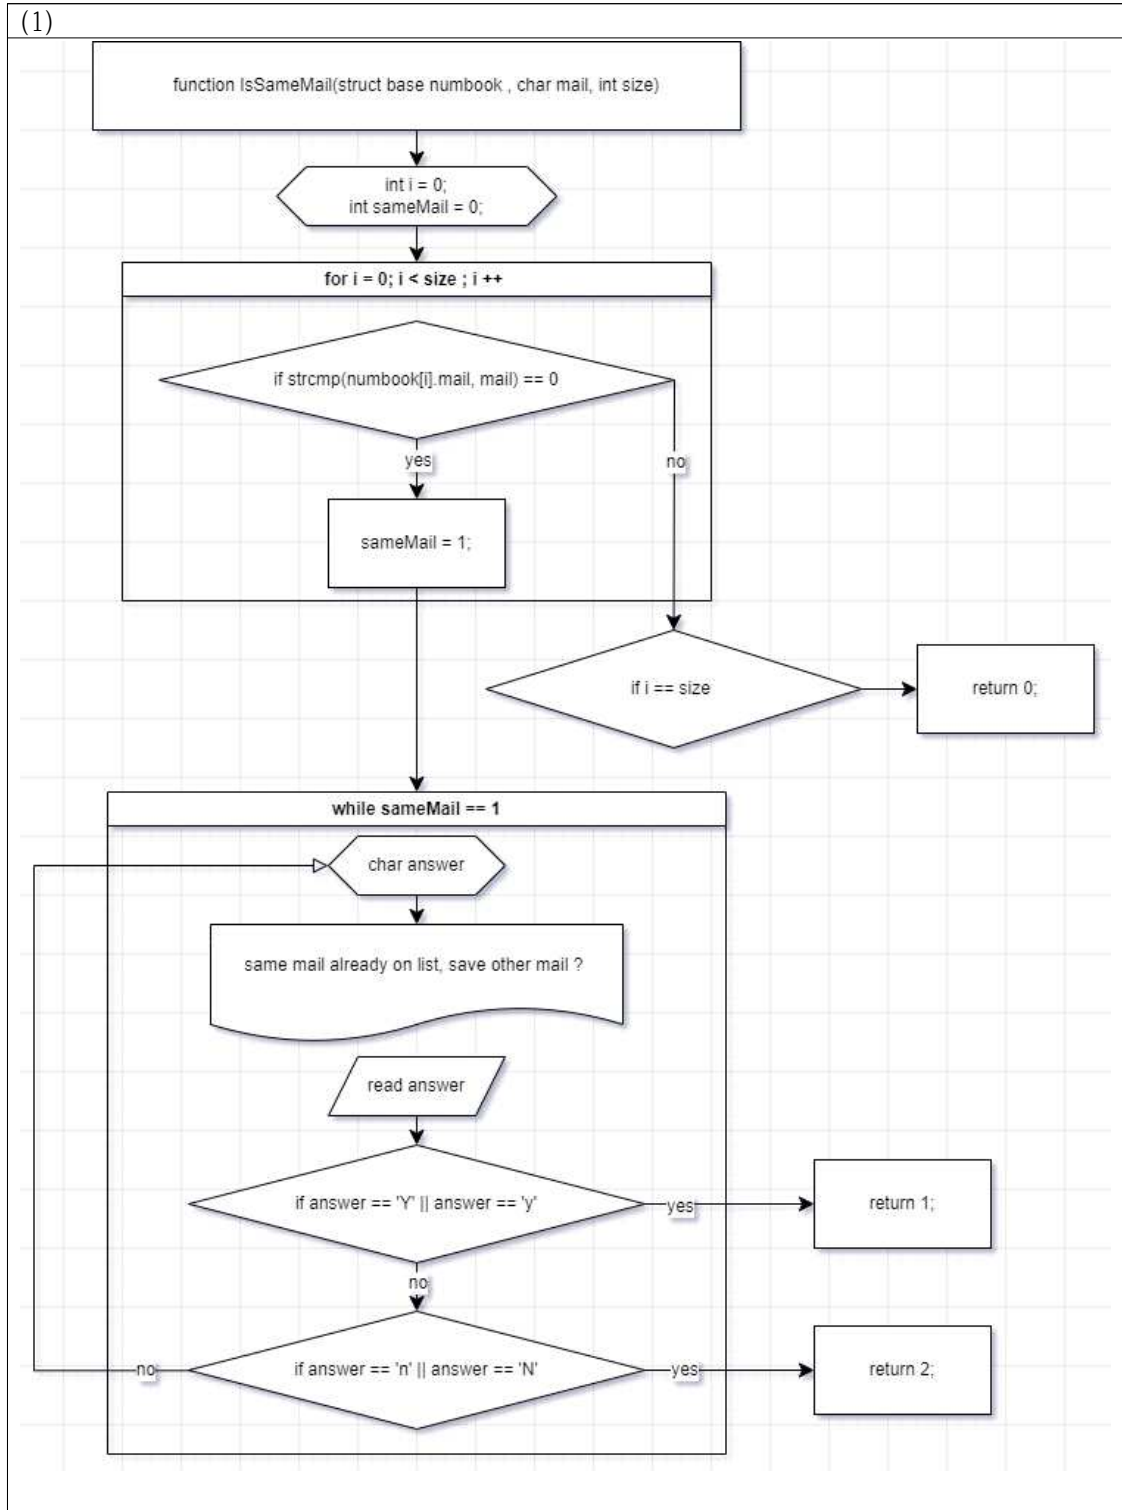 (1)
function IsSameMail(struct base numbook , char mail, int size)
int i = 0;
int sameMail = 0;
for i = 0; i < size ; i ++
if strcmp(numbook[i].mail, mail) == 0
yes
no
sameMail = 1;
if i == size
return 0;
while sameMail == 1
char answer
same mail already on list, save other mail ?
read answer
if answer == 'Y' || answer == 'y'
yes
return 1;
no
if answer == 'n' || answer == 'N'
no
yes
return 2;